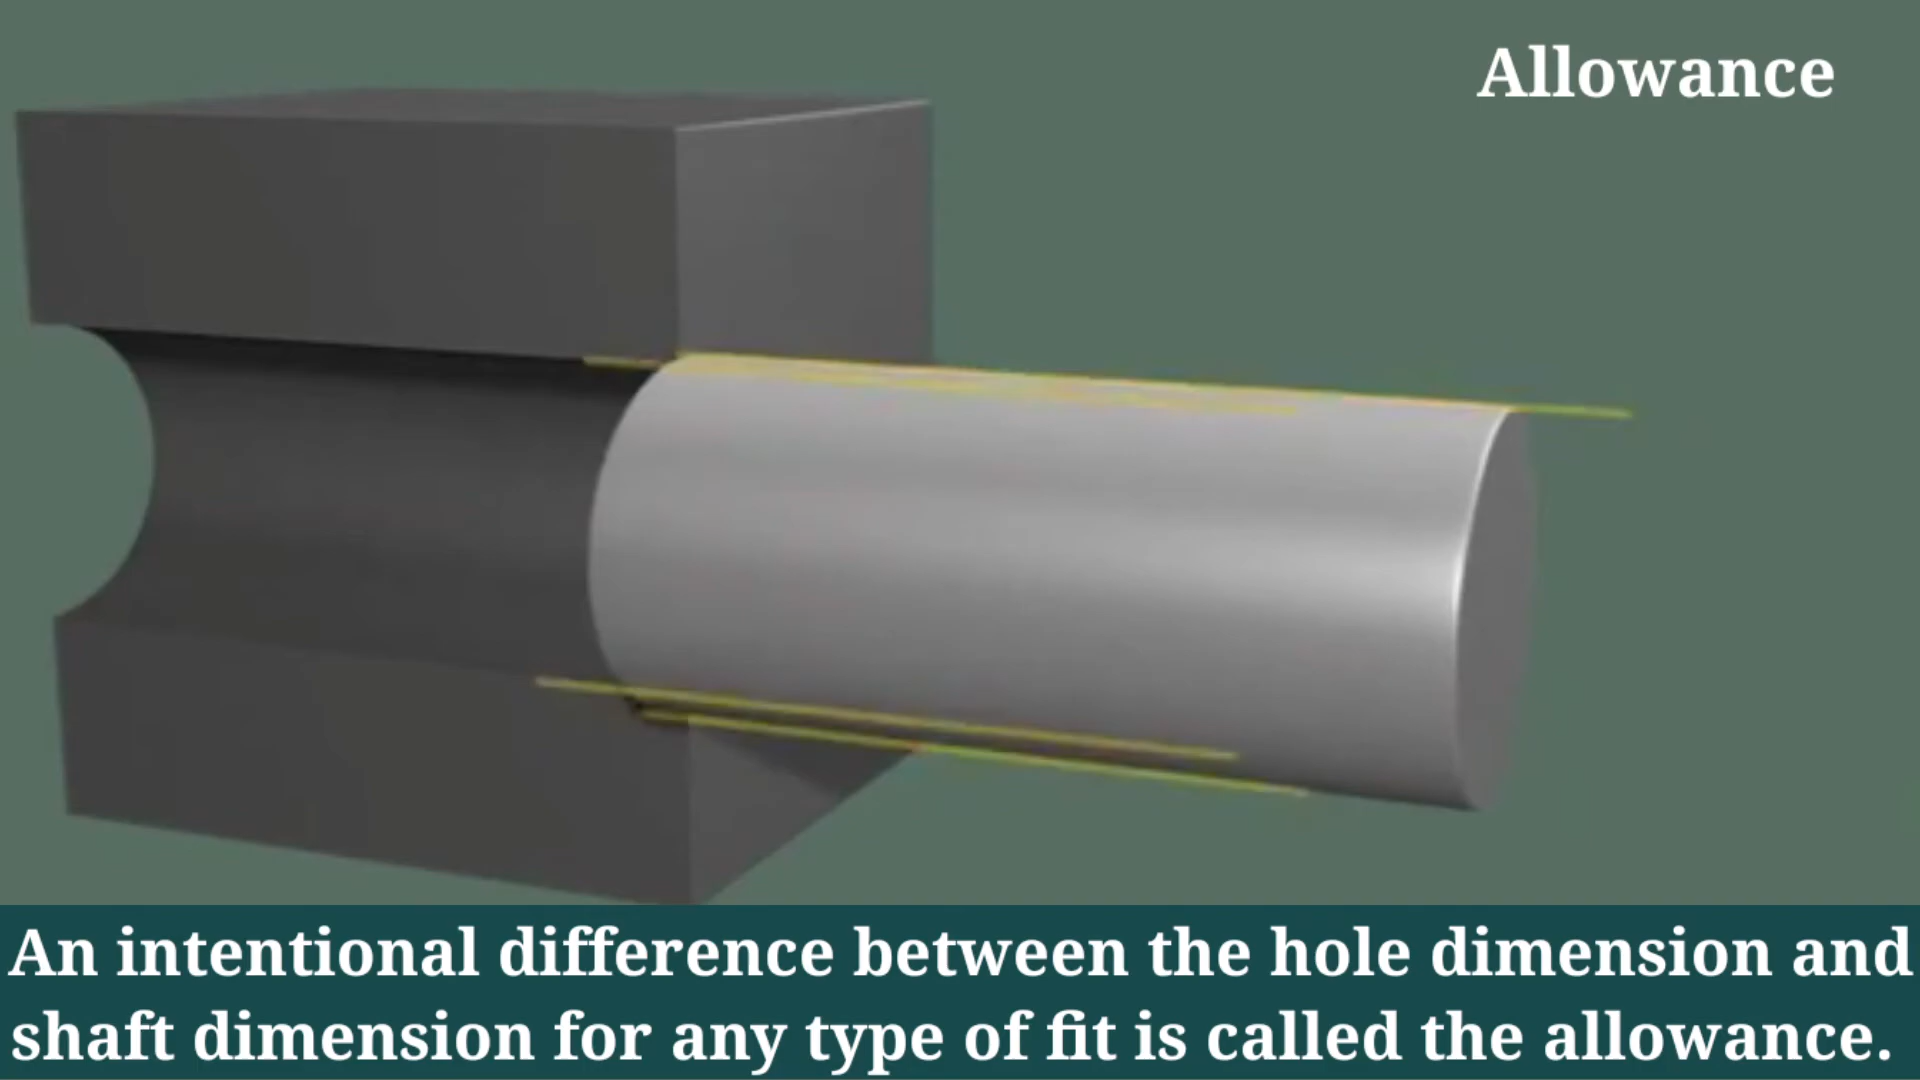 Allowance
An intentional difference between the hole dimension and
shaft dimension for any type of fit is called the allowance.